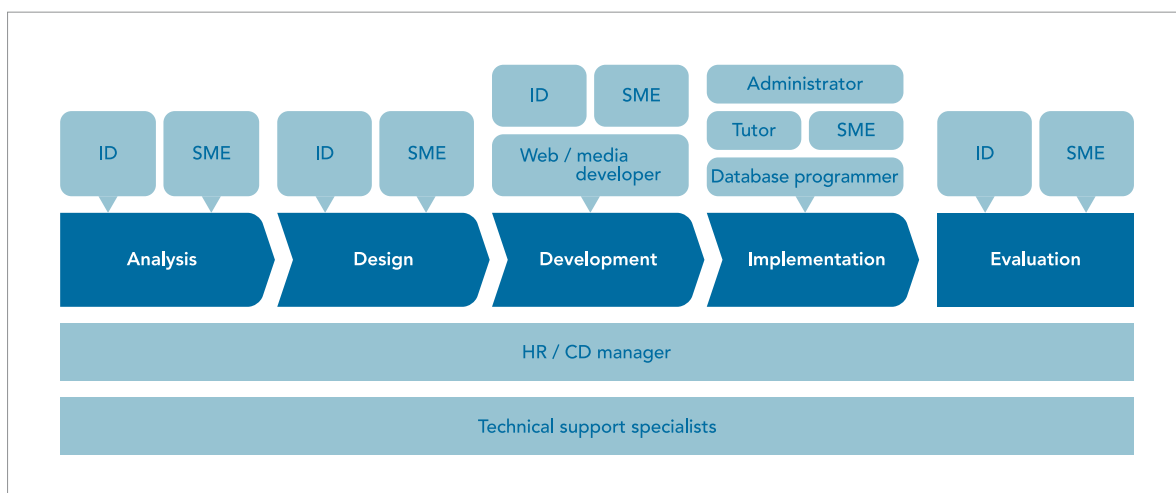 ID
SME
ID
SME
ID
SME
Web / media
developer
Administrator
Tutor
SME
Database programmer
ID
SME
Analysis
Design
Development
Implementation
Evaluation
HR / CD manager
Technical support specialists